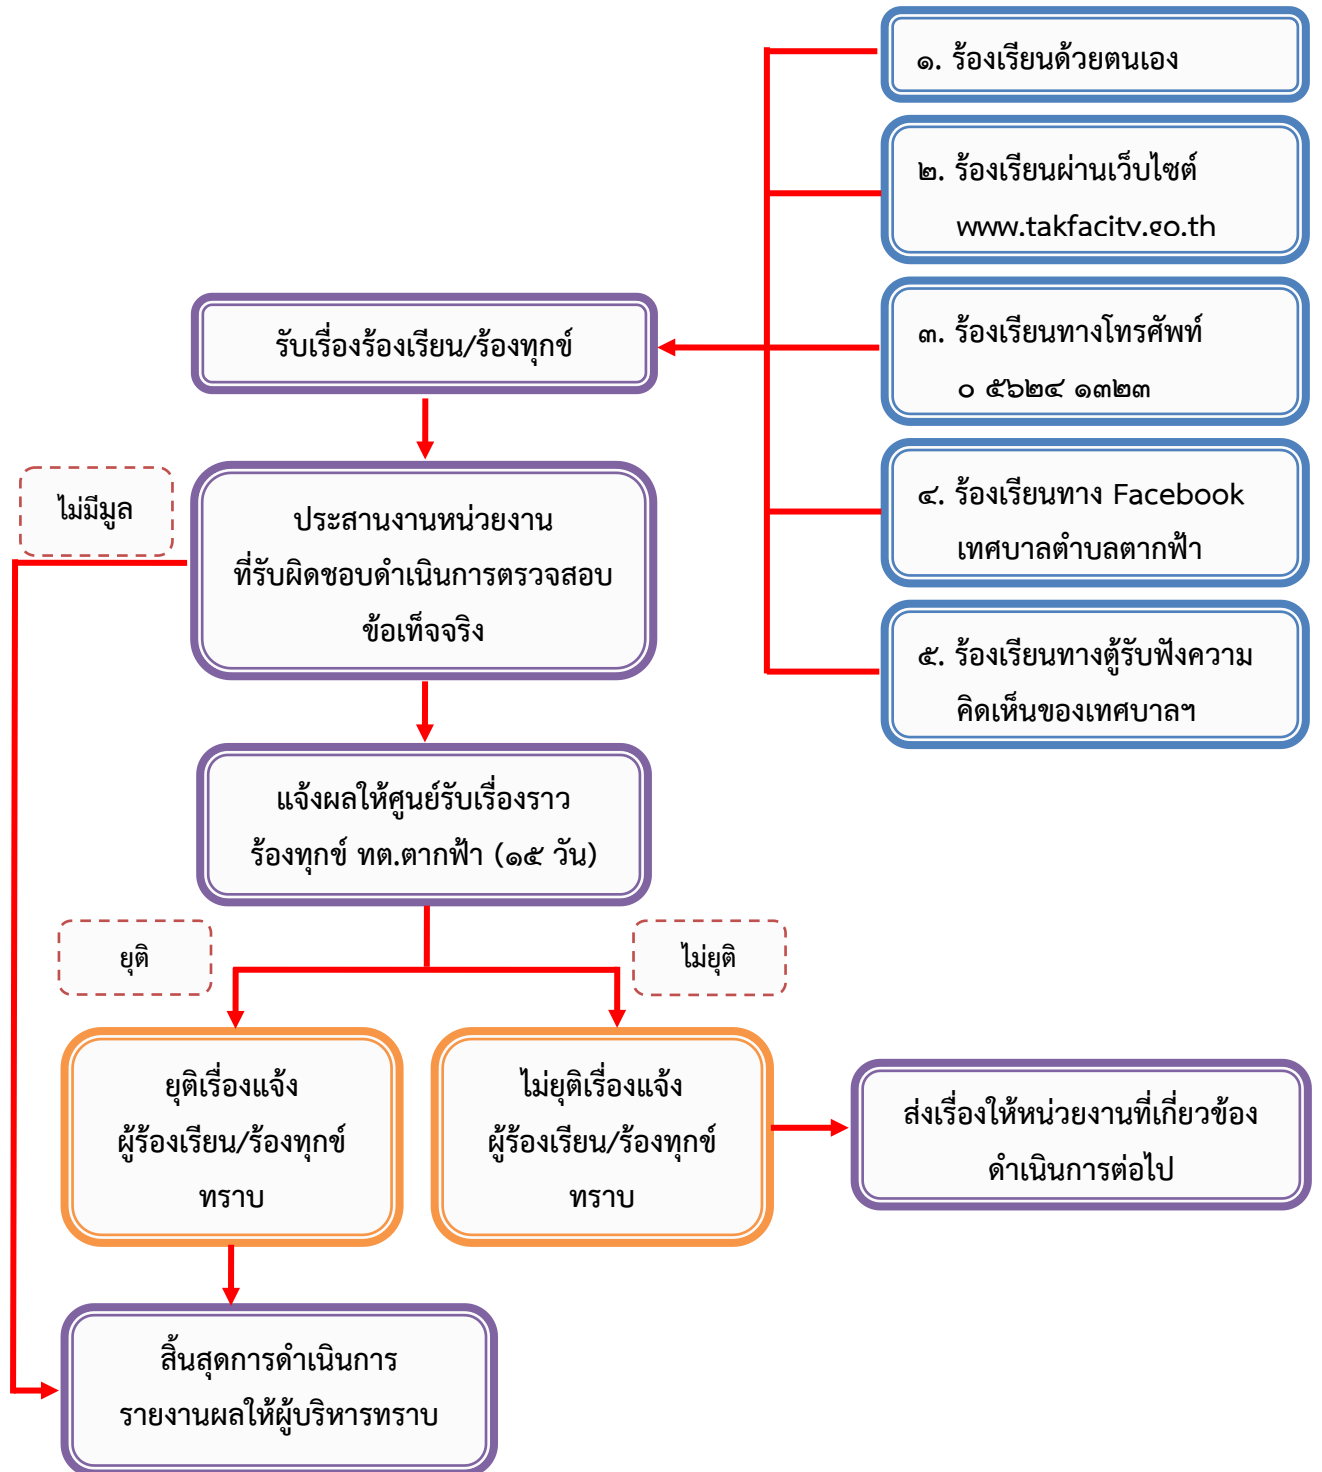 ๑. ร้องเรียนด้วยตนเอง
๒. ร้องเรียนผ่านเว็บไซต์
www.takfacity.go.th
๓. ร้องเรียนทางโทรศัพท์
๐ ๕๖๒๔ ๑๓๒๓
๔. ร้องเรียนทาง Facebook
เทศบาลตำบลตากฟ้า
๕. ร้องเรียนทางตู้รับฟังความ
คิดเห็นของเทศบาลฯ
รับเรื่องร้องเรียน/ร้องทุกข์
ไม่มีมูล
ประสานงานหน่วยงาน
ที่รับผิดชอบดำเนินการตรวจสอบ
ข้อเท็จจริง
แจ้งผลให้ศูนย์รับเรื่องราว
ร้องทุกข์ ทต.ตากฟ้า (๑๕ วัน)
ยุติ
ไม่ยุติ
ยุติเรื่องแจ้ง
ผู้ร้องเรียน/ร้องทุกข์
ทราบ
ไม่ยุติเรื่องแจ้ง
ผู้ร้องเรียน/ร้องทุกข์
ทราบ
ส่งเรื่องให้หน่วยงานที่เกี่ยวข้อง
ดำเนินการต่อไป
สิ้นสุดการดำเนินการ
รายงานผลให้ผู้บริหารทราบ